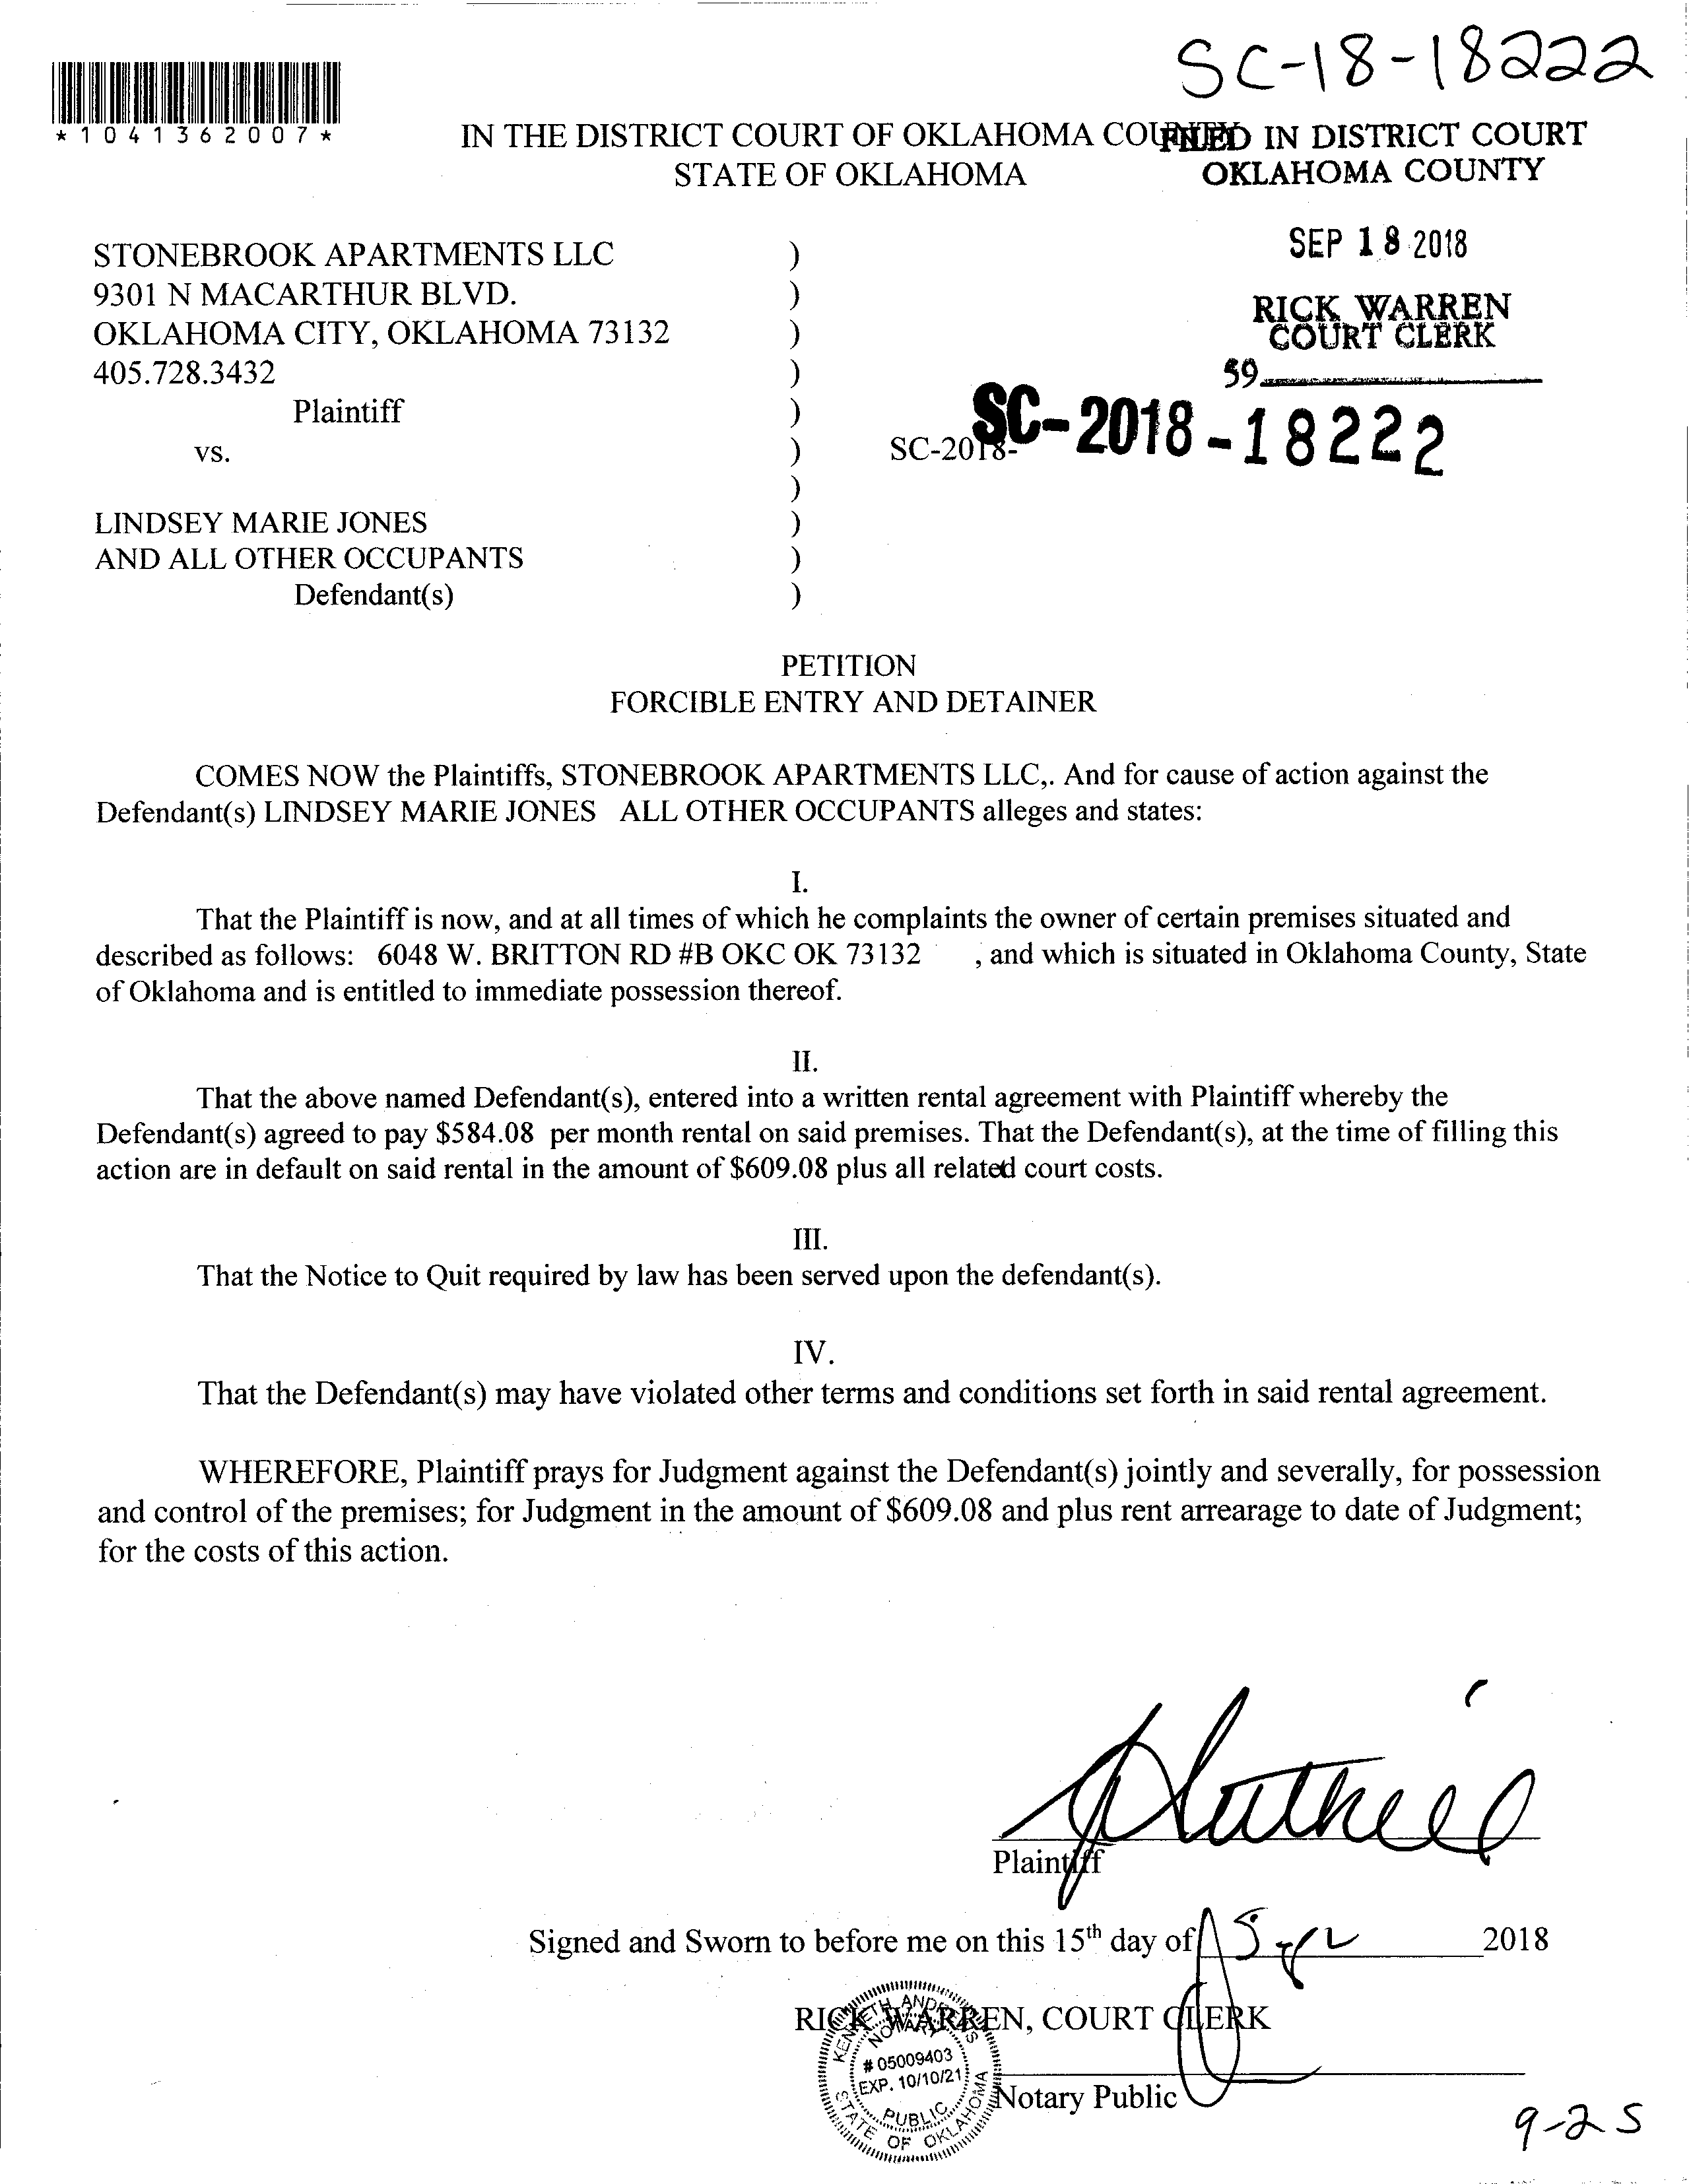 SC-18-18222
*1041362007*
IN THE DISTRICT COURT OF OKLAHOMA COUNTY
STATE OF OKLAHOMA
FILED IN DISTRICT COURT
OKLAHOMA COUNTY
SEP 18 2018
RICK WARREN
COURT CLERK
59
STONEBROOK APARTMENTS LLC )
9301 N MACARTHUR BLVD. )
OKLAHOMA CITY, OKLAHOMA 73132 )
405.728.3432 )
Plaintiff )
vs. ) SC-2018-
SC-2018-18222
)
LINDSEY MARIE JONES )
AND ALL OTHER OCCUPANTS )
Defendant(s) )
PETITION
FORCIBLE ENTRY AND DETAINER
COMES NOW the Plaintiffs, STONEBROOK APARTMENTS LLC,. And for cause of action against the
Defendant(s) LINDSEY MARIE JONES ALL OTHER OCCUPANTS alleges and states:
I.
That the Plaintiff is now, and at all times of which he complaints the owner of certain premises situated and
described as follows: 6048 W. BRITTON RD #B OKC OK 73132 , and which is situated in Oklahoma County, State
of Oklahoma and is entitled to immediate possession thereof.
II.
That the above named Defendant(s), entered into a written rental agreement with Plaintiff whereby the
Defendant(s) agreed to pay $584.08 per month rental on said premises. That the Defendant(s), at the time of filling this
action are in default on said rental in the amount of $609.08 plus all related court costs.
III.
That the Notice to Quit required by law has been served upon the defendant(s).
IV.
That the Defendant(s) may have violated other terms and conditions set forth in said rental agreement.
WHEREFORE, Plaintiff prays for Judgment against the Defendant(s) jointly and severally, for possession
and control of the premises; for Judgment in the amount of $609.08 and plus rent arrearage to date of Judgment;
for the costs of this action.
Plaintiff
Signed and Sworn to before me on this 15th day of 2018
RICK WARREN, COURT CLERK
KENNETH ANDREWS
NOTARY
# 05009403
EXP. 10/10/21
PUBLIC
STATE OF OKLAHOMA
Notary Public
9-25